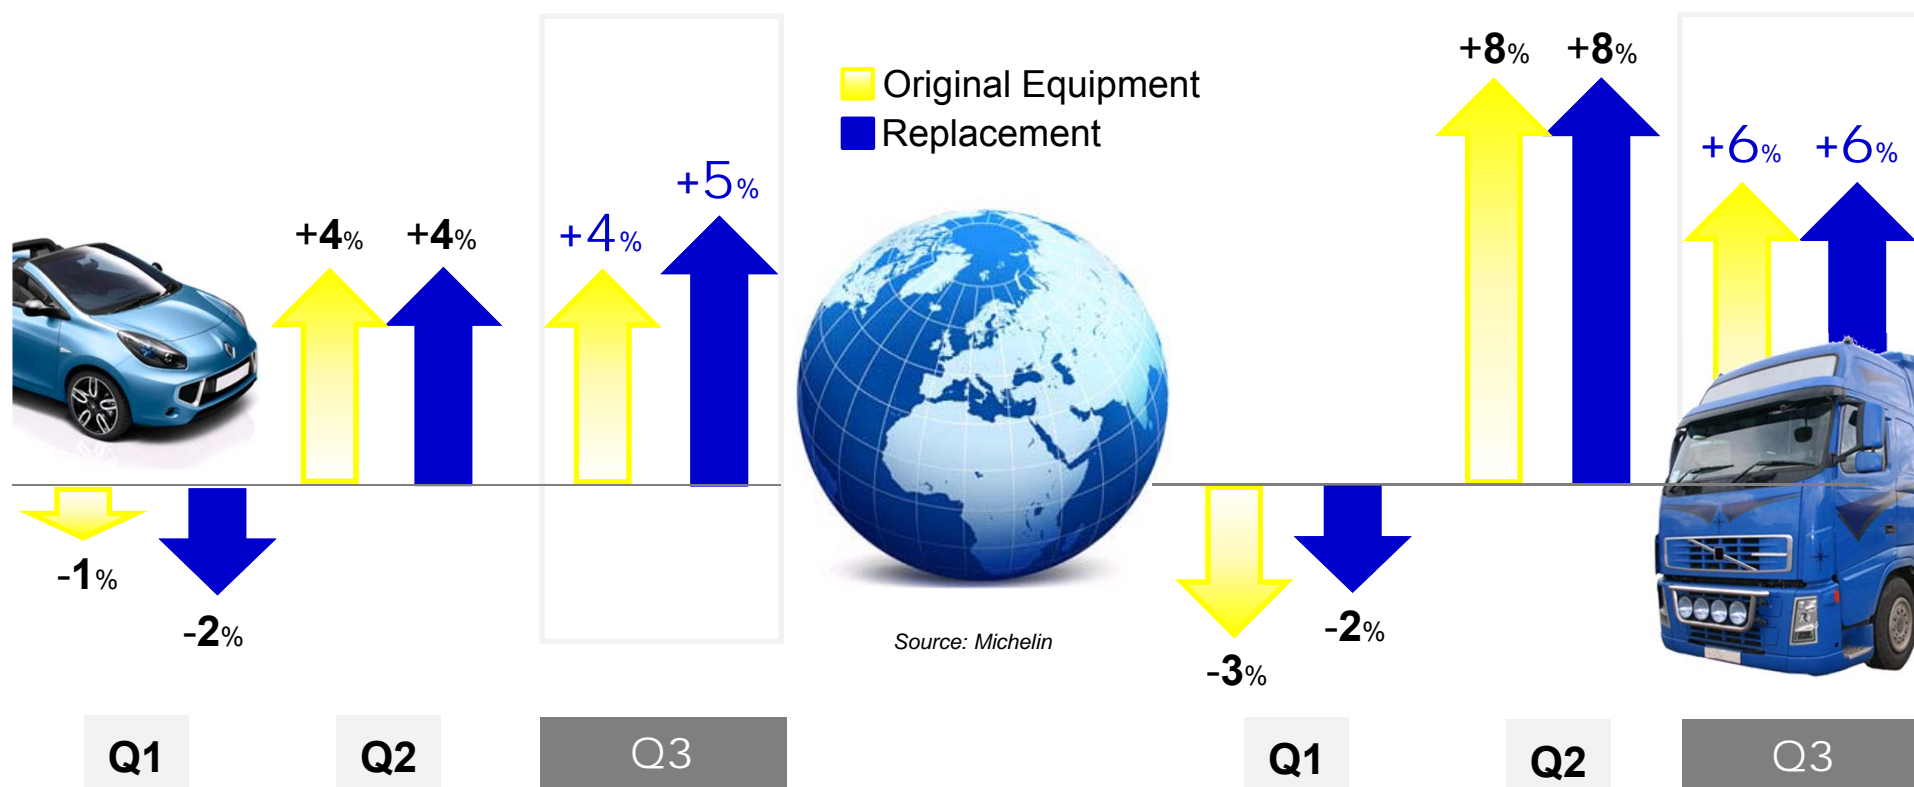 +8%
+8%
Original Equipment
Replacement
+6%
+6%
+5%
+4%
+4%
+4%
-1%
-2%
-2%
-3%
Source: Michelin
Q1
Q2
Q3
Q1
Q2
Q3